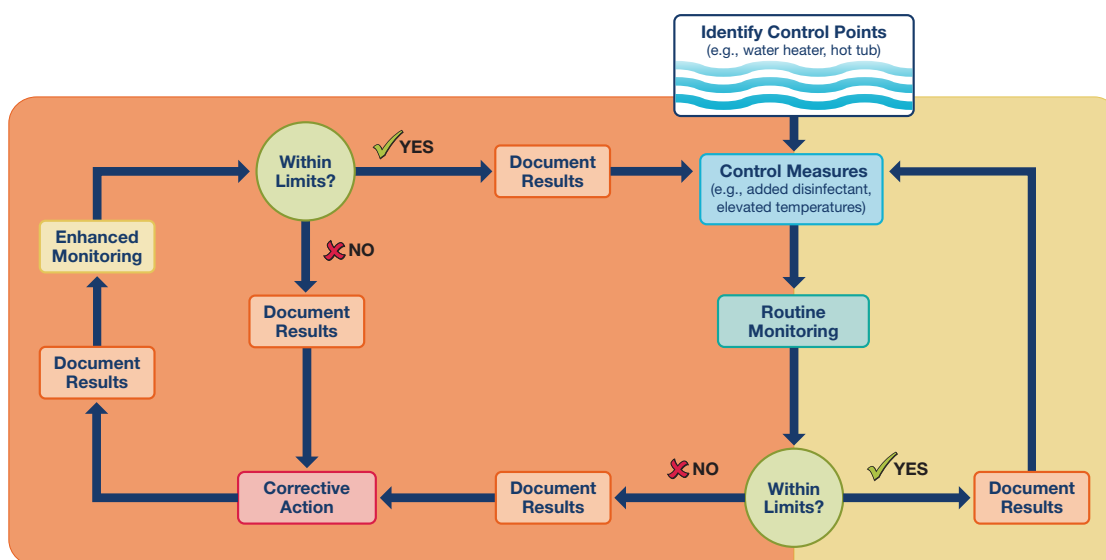 Identify Control Points
(e.g., water heater, hot tub)
Within
Limits?
YES
Document
Results
Control Measures
(e.g., added disinfectant,
elevated temperatures)
Enhanced
Monitoring
NO
Document
Results
Routine
Monitoring
Document
Results
Corrective
Action
Document
Results
NO
Within
Limits?
YES
Document
Results